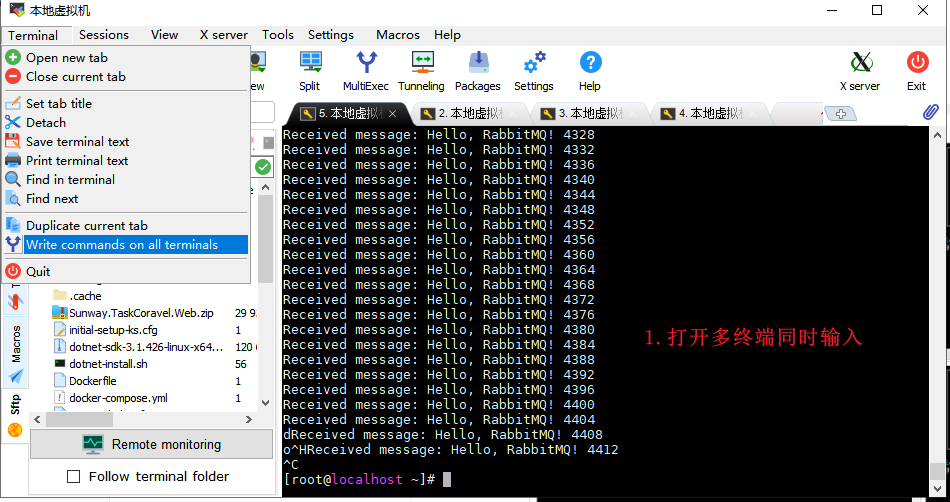 本地虚拟机
Terminal Sessions View X server Tools Settings Macros Help
Open new tab
Close current tab
Set tab title
Detach
Save terminal text
Print terminal text
Find in terminal
Find next
Duplicate current tab
Write commands on all terminals
Quit
Split MultiExec Tunneling Packages Settings Help X server Exit
5. 本地虚拟 2. 本地虚拟 3. 本地虚拟 4. 本地虚拟
.cache
Sunway.TaskCoravel.Web.zip 29 9
initial-setup-ks.cfg 1
dotnet-sdk-3.1.426-linux-x64... 120
dotnet-install.sh 56
Dockerfile 1
docker-compose.yml 1
Macros
Sftp
Remote monitoring
Follow terminal folder
Received message: Hello, RabbitMQ! 4328
Received message: Hello, RabbitMQ! 4332
Received message: Hello, RabbitMQ! 4336
Received message: Hello, RabbitMQ! 4340
Received message: Hello, RabbitMQ! 4344
Received message: Hello, RabbitMQ! 4348
Received message: Hello, RabbitMQ! 4352
Received message: Hello, RabbitMQ! 4356
Received message: Hello, RabbitMQ! 4360
Received message: Hello, RabbitMQ! 4364
Received message: Hello, RabbitMQ! 4368
Received message: Hello, RabbitMQ! 4372
Received message: Hello, RabbitMQ! 4376
Received message: Hello, RabbitMQ! 4380
Received message: Hello, RabbitMQ! 4384
Received message: Hello, RabbitMQ! 4388
Received message: Hello, RabbitMQ! 4392
Received message: Hello, RabbitMQ! 4396
Received message: Hello, RabbitMQ! 4400
Received message: Hello, RabbitMQ! 4404
dReceived message: Hello, RabbitMQ! 4408
o^HReceived message: Hello, RabbitMQ! 4412
^C
[root@localhost ~]#
1.打开多终端同时输入